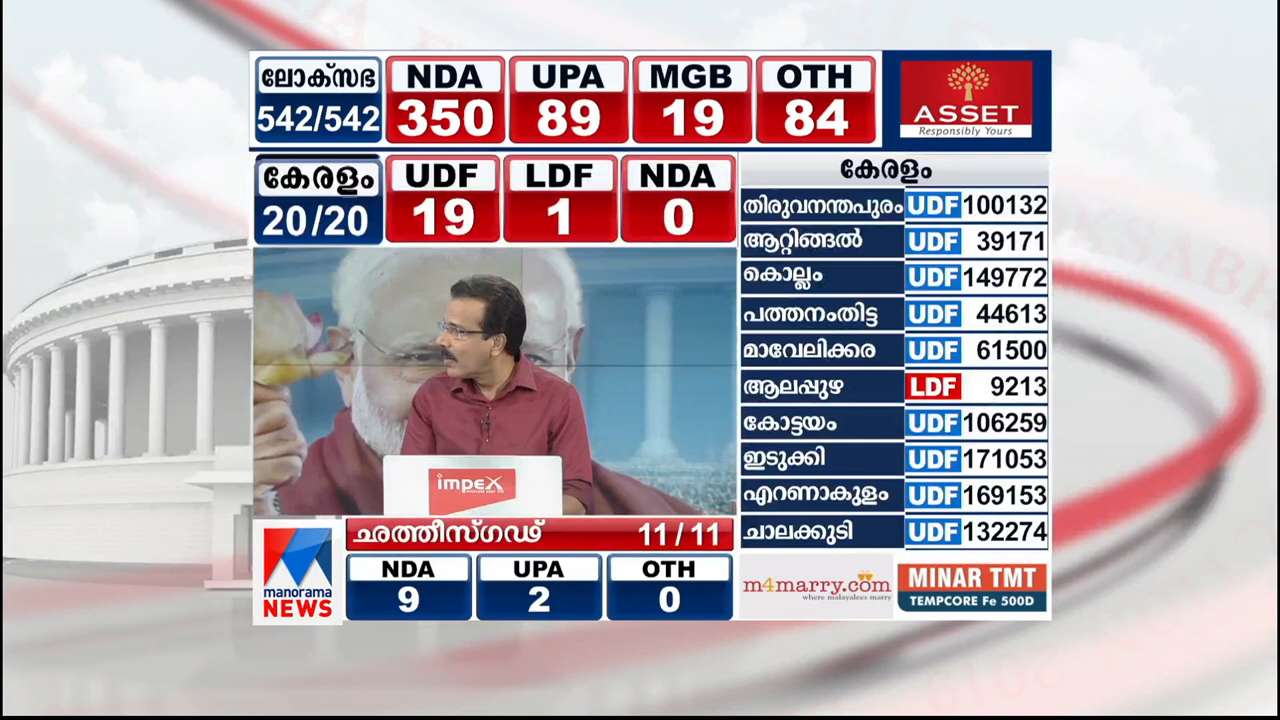 ലോക്സഭ
542/542
NDA
350
UPA
89
MGB
19
OTH
84
ASSET
Responsibly Yours
കേരളം
20/20
UDF
19
LDF
1
NDA
0
കേരളം
തിരുവനന്തപുരം UDF 100132
ആറ്റിങ്ങൽ UDF 39171
കൊല്ലം UDF 149772
പത്തനംതിട്ട UDF 44613
മാവേലിക്കര UDF 61500
ആലപ്പുഴ LDF 9213
കോട്ടയം UDF 106259
ഇടുക്കി UDF 171053
എറണാകുളം UDF 169153
ചാലക്കുടി UDF 132274
impex
manorama
NEWS
ഛത്തീസ്ഗഢ് 11/11
NDA
9
UPA
2
OTH
0
m4marry.com
where malayalees marry
MINAR TMT
TEMPCORE Fe 500D